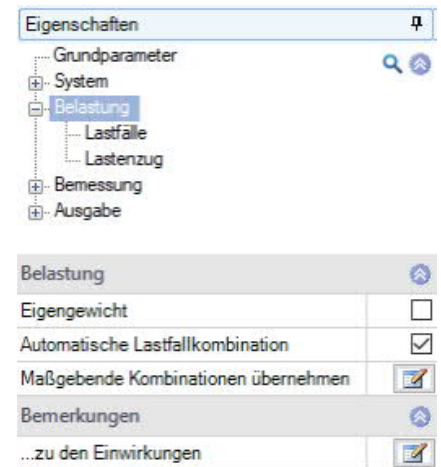 Eigenschaften
Grundparameter
System
Belastung
Lastfälle
Lastenzug
Bemessung
Ausgabe
Belastung
Eigengewicht
Automatische Lastfallkombination
Maßgebende Kombinationen übernehmen
Bemerkungen
...zu den Einwirkungen